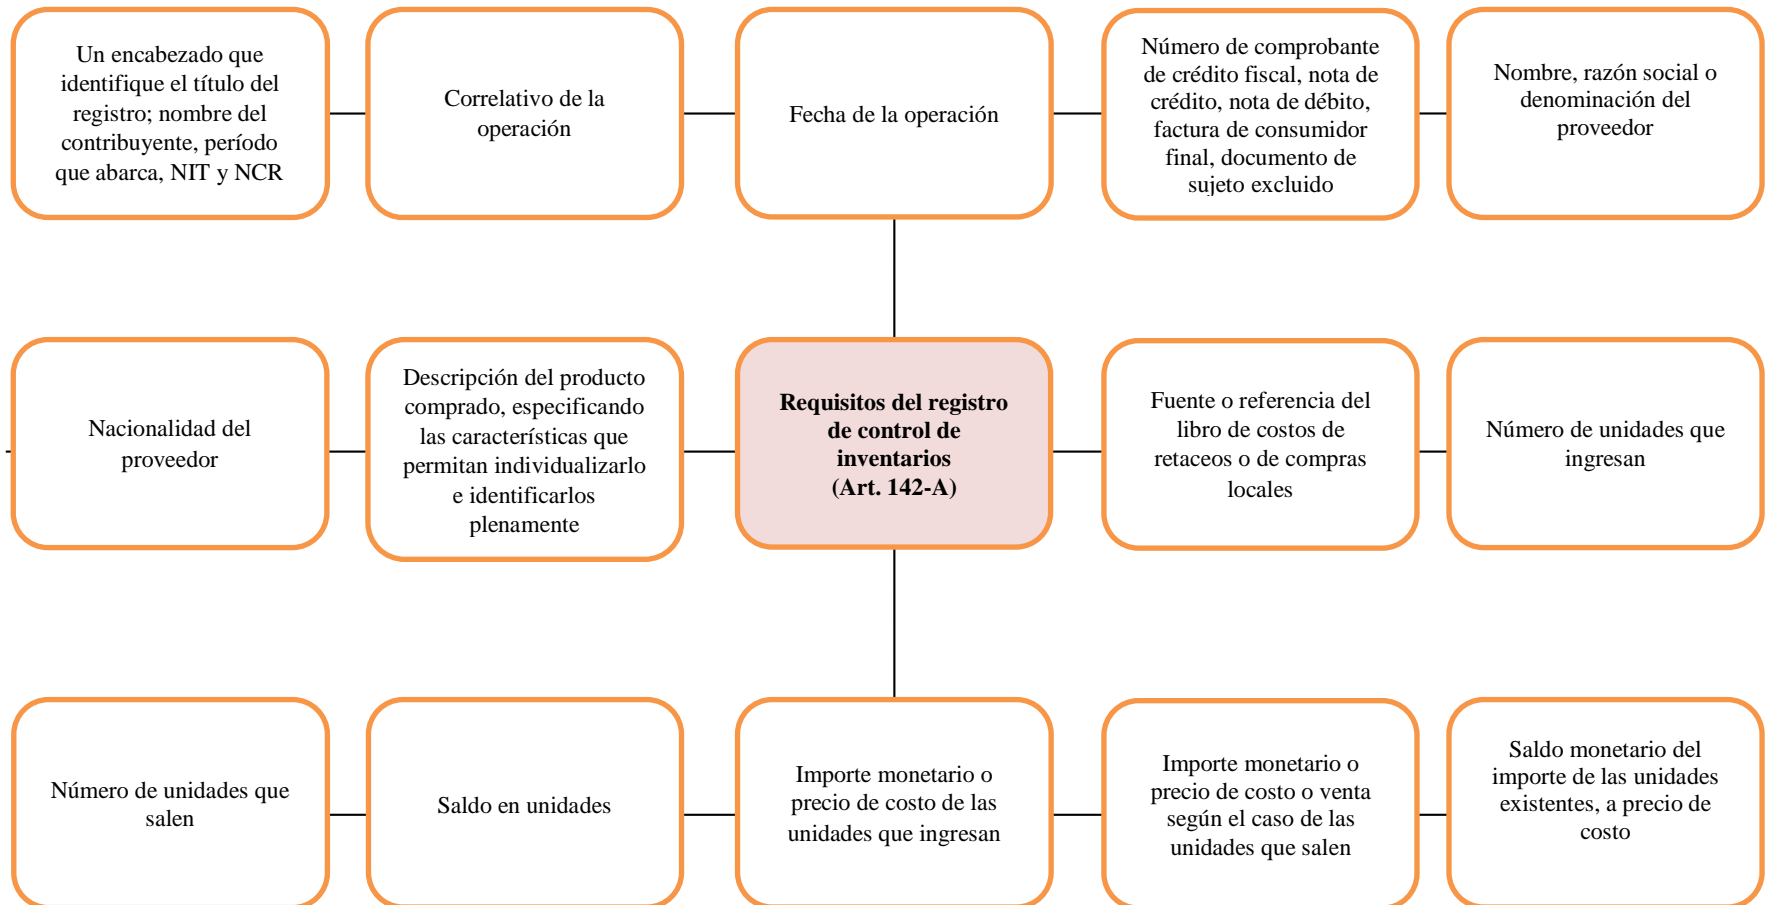 Un encabezado que
identifique el título del
registro; nombre del
contribuyente, período
que abarca, NIT y NCR
Correlativo de la
operación
Fecha de la operación
Número de comprobante
de crédito fiscal, nota de
crédito, nota de débito,
factura de consumidor
final, documento de
sujeto excluido
Nombre, razón social o
denominación del
proveedor
Nacionalidad del
proveedor
Descripción del producto
comprado, especificando
las características que
permitan individualizarlo
e identificarlos
plenamente
Requisitos del registro
de control de
inventarios
(Art. 142-A)
Fuente o referencia del
libro de costos de
retaceos o de compras
locales
Número de unidades que
ingresan
Número de unidades que
salen
Saldo en unidades
Importe monetario o
precio de costo de las
unidades que ingresan
Importe monetario o
precio de costo o venta
según el caso de las
unidades que salen
Saldo monetario del
importe de las unidades
existentes, a precio de
costo